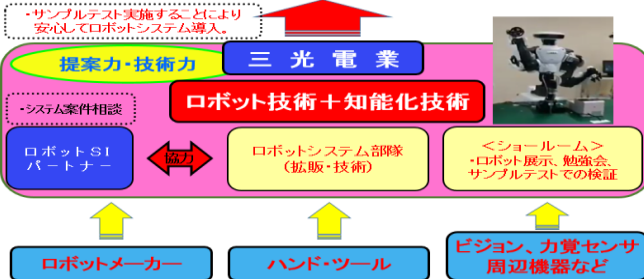 ・サンプルテスト実施することにより
安心してロボットシステム導入。
提案力・技術力
三光電業
ロボット技術＋知能化技術
・システム案件相談
ロボットSI
パートナー
協力
ロボットシステム部隊
（拡販・技術）
＜ショールーム＞
・ロボット展示、勉強会、
サンプルテストでの検証
ロボットメーカー
ハンド・ツール
ビジョン、力覚センサ
周辺機器など